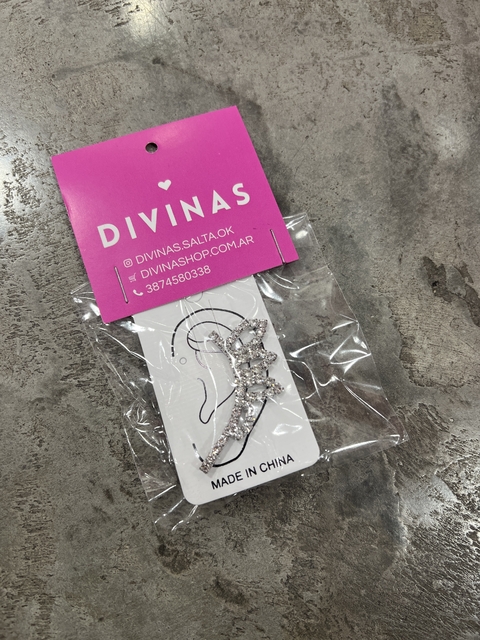 DIVINAS
DIVINAS.SALTA.OK
DIVINASHOP.COM.AR
3874580338
MADE IN CHINA